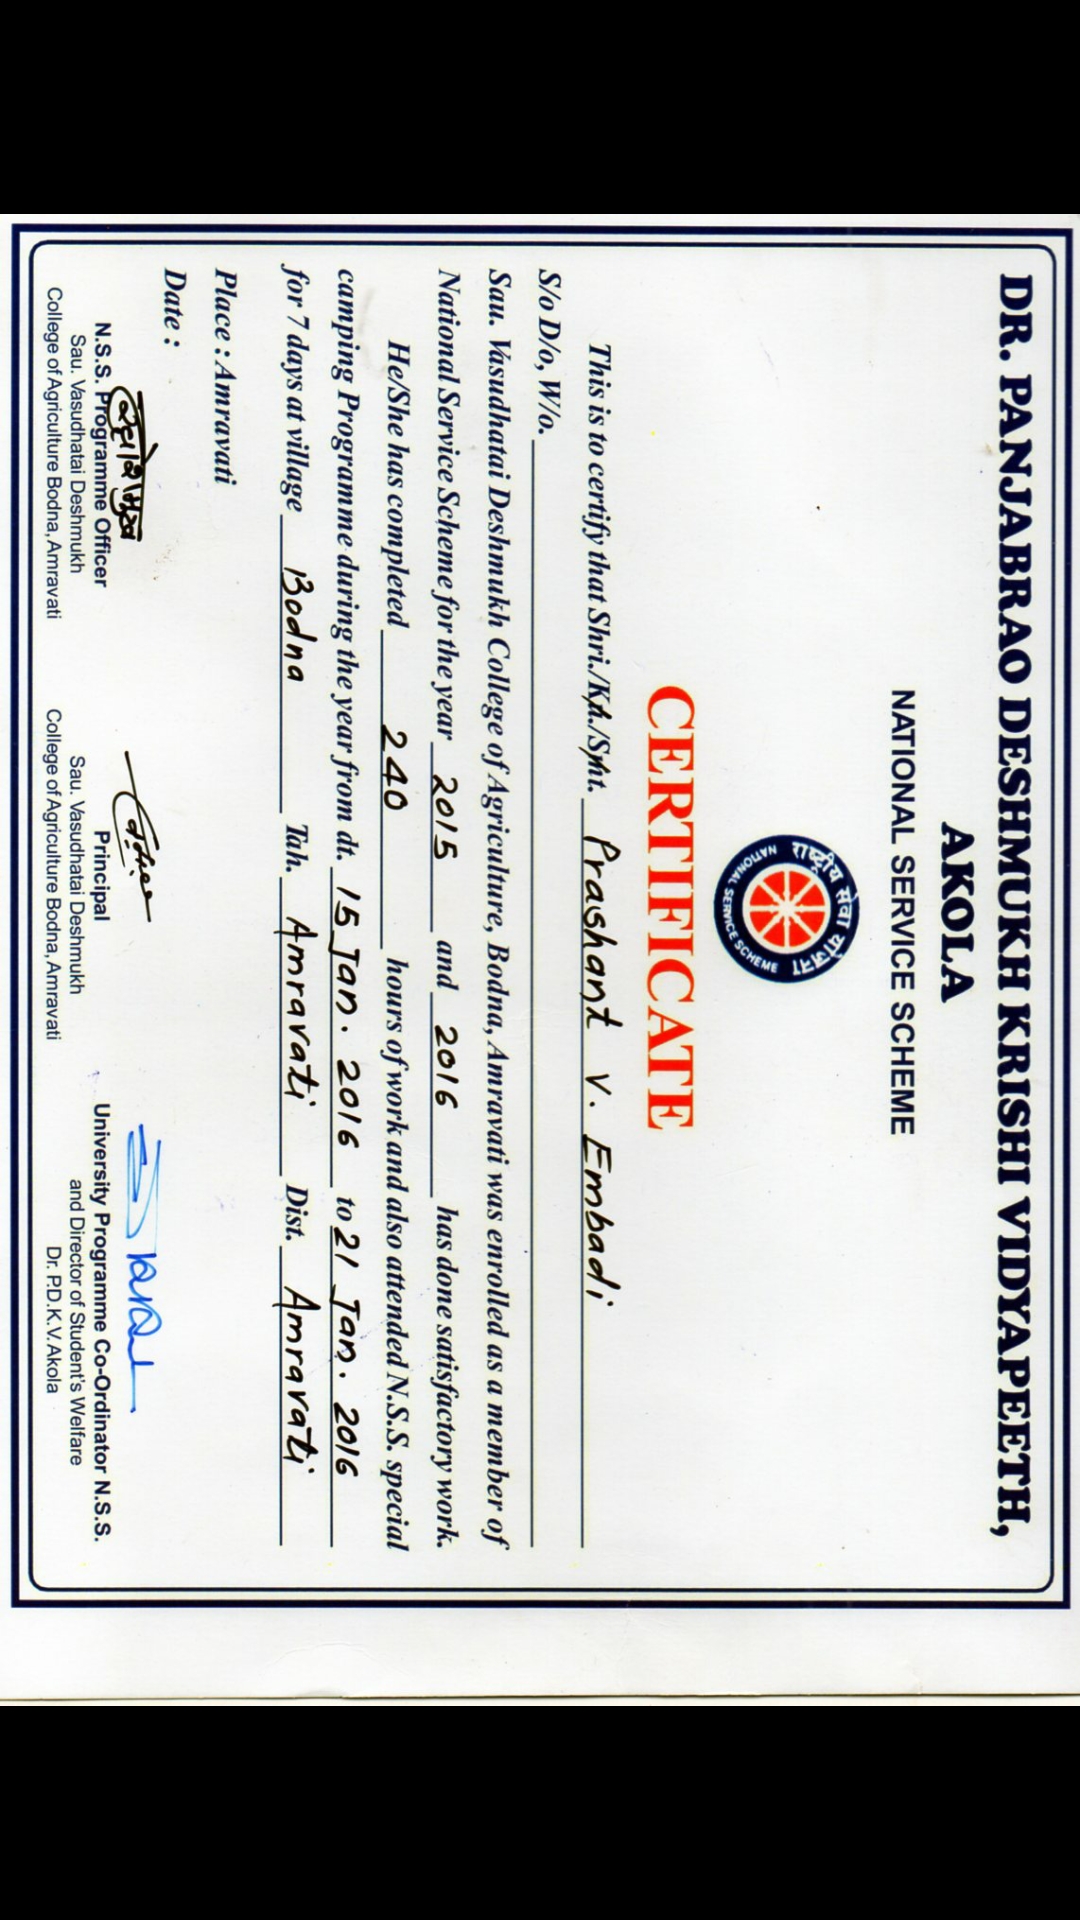 DR. PANJABRAO DESHMUKH KRISHI VIDYAPEETH,
AKOLA
NATIONAL SERVICE SCHEME
राष्ट्रीय सेवा योजना
NATIONAL SERVICE SCHEME
CERTIFICATE
This is to certify that Shri./Ku./Smt. Prashant V. Embadi
S/o D/o, W/o.
Sau. Vasudhatai Deshmukh College of Agriculture, Bodna, Amravati was enrolled as a member of
National Service Scheme for the year 2015 and 2016 has done satisfactory work.
He/She has completed 240 hours of work and also attended N.S.S. special
camping Programme during the year from dt. 15 Jan. 2016 to 21 Jan. 2016
for 7 days at village Bodna Tah. Amravati Dist. Amravati
Place : Amravati
Date :
N.S.S. Programme Officer
Sau. Vasudhatai Deshmukh
College of Agriculture Bodna, Amravati
Principal
Sau. Vasudhatai Deshmukh
College of Agriculture Bodna, Amravati
University Programme Co-Ordinator N.S.S.
and Director of Student's Welfare
Dr. P.D.K.V. Akola